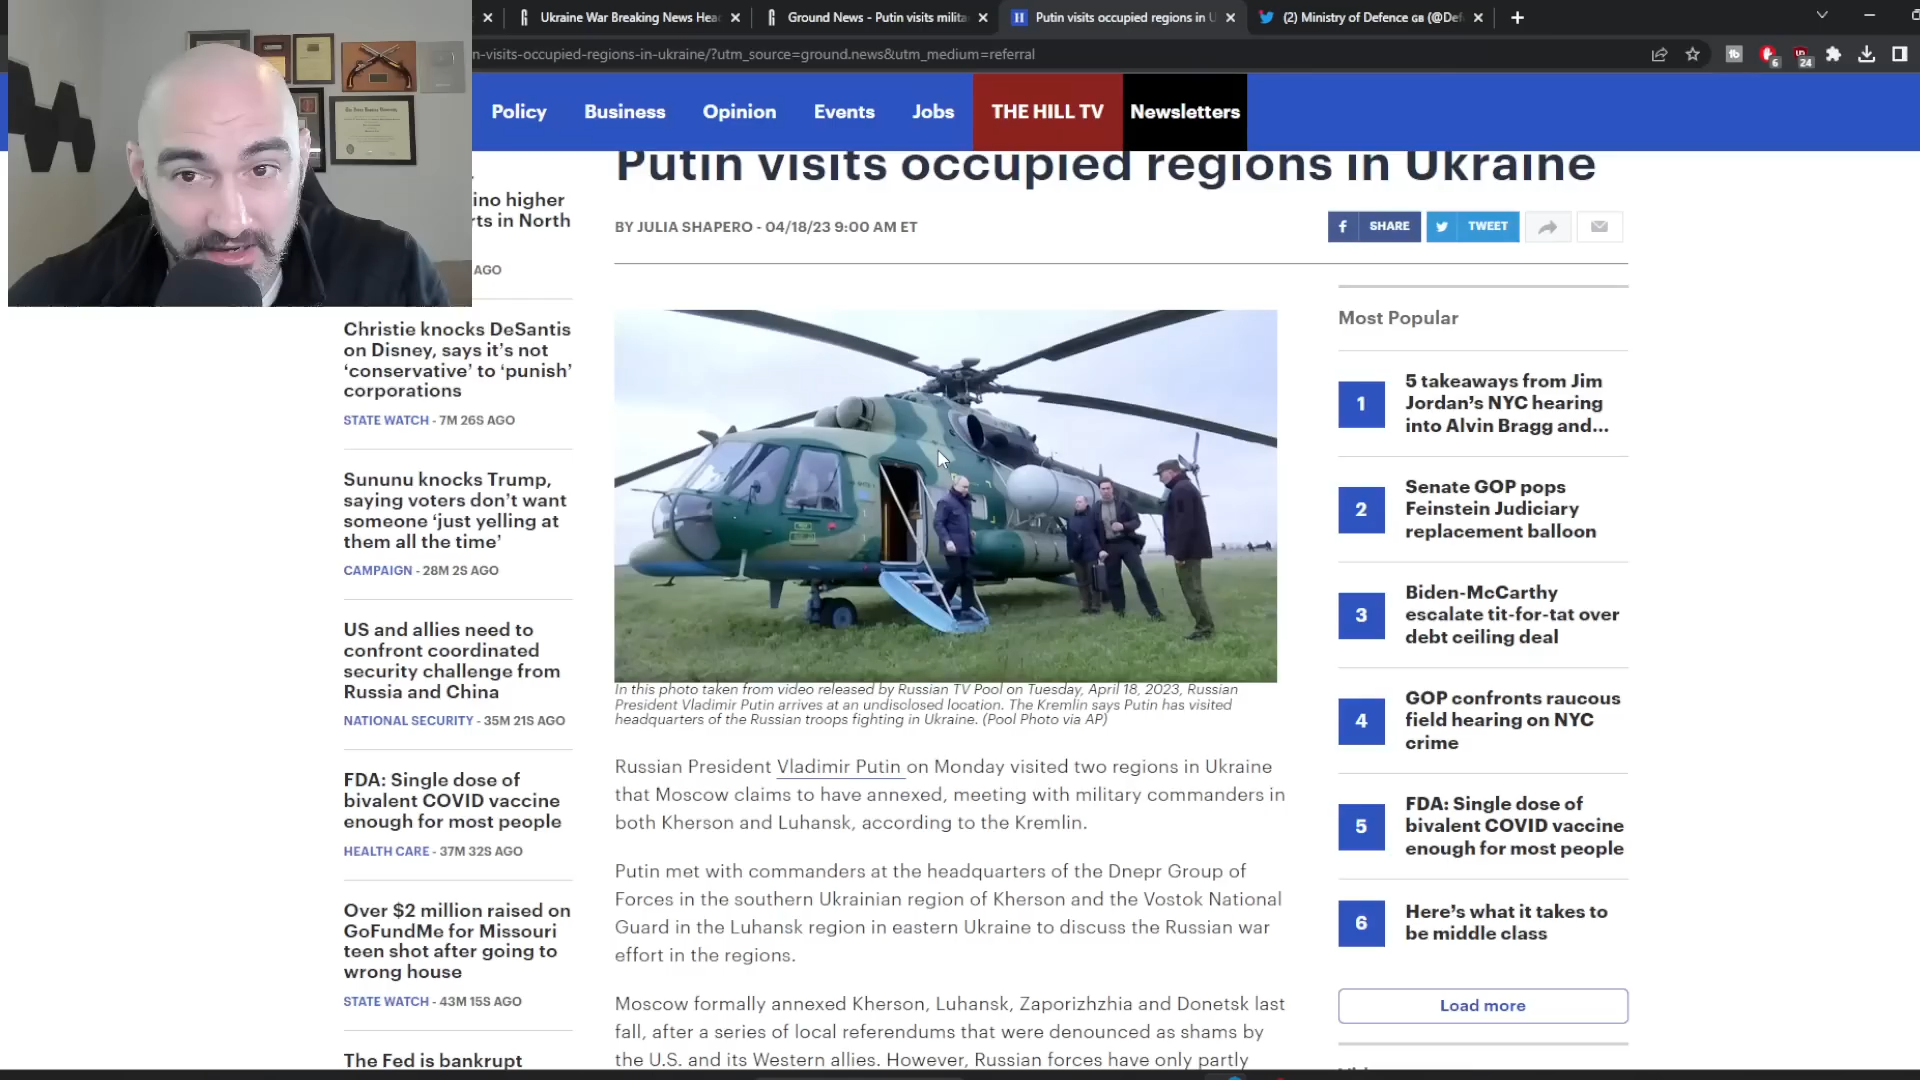 Ukraine War Breaking News Hea
Ground News - Putin visits milita
Putin visits occupied regions in U
(2) Ministry of Defence GB (@Def
n-visits-occupied-regions-in-ukraine/?utm_source=ground.news&utm_medium=referral
6
24
Policy
Business
Opinion
Events
Jobs
THE HILL TV
Newsletters
Putin visits occupied regions in Ukraine
BY JULIA SHAPERO - 04/18/23 9:00 AM ET
SHARE
TWEET
ino higher
rts in North
AGO
Christie knocks DeSantis
on Disney, says it's not
‘conservative’ to ‘punish’
corporations
STATE WATCH - 7M 26S AGO
Sununu knocks Trump,
saying voters don’t want
someone ‘just yelling at
them all the time’
CAMPAIGN - 28M 2S AGO
US and allies need to
confront coordinated
security challenge from
Russia and China
NATIONAL SECURITY - 35M 21S AGO
FDA: Single dose of
bivalent COVID vaccine
enough for most people
HEALTH CARE - 37M 32S AGO
Over $2 million raised on
GoFundMe for Missouri
teen shot after going to
wrong house
STATE WATCH - 43M 15S AGO
The Fed is bankrupt
In this photo taken from video released by Russian TV Pool on Tuesday, April 18, 2023, Russian
President Vladimir Putin arrives at an undisclosed location. The Kremlin says Putin has visited
headquarters of the Russian troops fighting in Ukraine. (Pool Photo via AP)
Russian President Vladimir Putin on Monday visited two regions in Ukraine
that Moscow claims to have annexed, meeting with military commanders in
both Kherson and Luhansk, according to the Kremlin.
Putin met with commanders at the headquarters of the Dnepr Group of
Forces in the southern Ukrainian region of Kherson and the Vostok National
Guard in the Luhansk region in eastern Ukraine to discuss the Russian war
effort in the regions.
Moscow formally annexed Kherson, Luhansk, Zaporizhzhia and Donetsk last
fall, after a series of local referendums that were denounced as shams by
the U.S. and its Western allies. However, Russian forces have only partly
Most Popular
1
5 takeaways from Jim
Jordan’s NYC hearing
into Alvin Bragg and...
2
Senate GOP pops
Feinstein Judiciary
replacement balloon
3
Biden-McCarthy
escalate tit-for-tat over
debt ceiling deal
4
GOP confronts raucous
field hearing on NYC
crime
5
FDA: Single dose of
bivalent COVID vaccine
enough for most people
6
Here’s what it takes to
be middle class
Load more